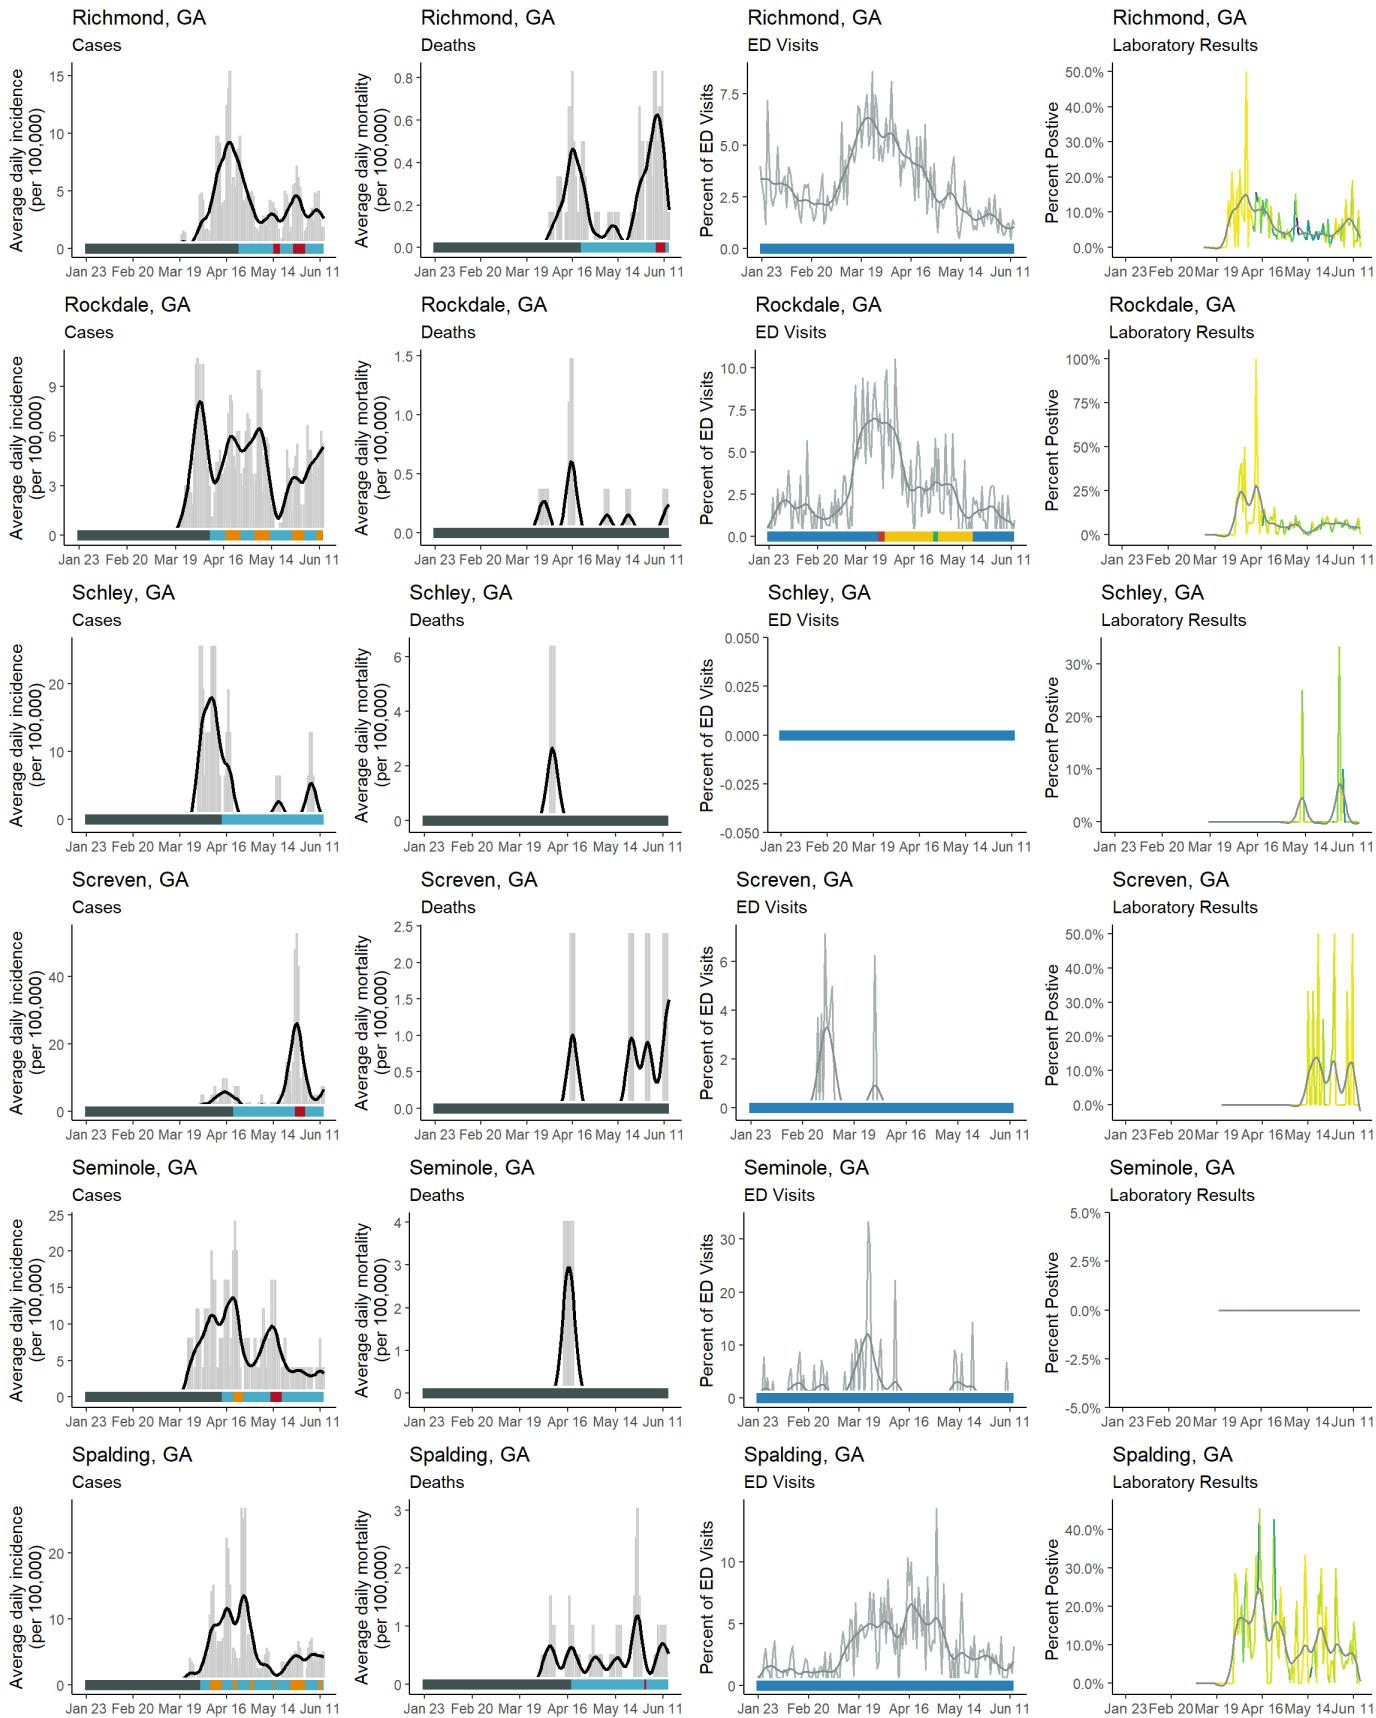 Richmond, GA
Cases
Average daily incidence
(per 100,000)
15
10
5
0
Jan 23 Feb 20 Mar 19 Apr 16 May 14 Jun 11
Richmond, GA
Deaths
Average daily mortality
(per 100,000)
0.8
0.6
0.4
0.2
0.0
Jan 23 Feb 20 Mar 19 Apr 16 May 14 Jun 11
Richmond, GA
ED Visits
Percent of ED Visits
7.5
5.0
2.5
0.0
Jan 23 Feb 20 Mar 19 Apr 16 May 14 Jun 11
Richmond, GA
Laboratory Results
Percent Postive
50.0%
40.0%
30.0%
20.0%
10.0%
0.0%
Jan 23 Feb 20 Mar 19 Apr 16 May 14 Jun 11
Rockdale, GA
Cases
Average daily incidence
(per 100,000)
9
6
3
0
Jan 23 Feb 20 Mar 19 Apr 16 May 14 Jun 11
Rockdale, GA
Deaths
Average daily mortality
(per 100,000)
1.5
1.0
0.5
0.0
Jan 23 Feb 20 Mar 19 Apr 16 May 14 Jun 11
Rockdale, GA
ED Visits
Percent of ED Visits
10.0
7.5
5.0
2.5
0.0
Jan 23 Feb 20 Mar 19 Apr 16 May 14 Jun 11
Rockdale, GA
Laboratory Results
Percent Postive
100%
75%
50%
25%
0%
Jan 23 Feb 20 Mar 19 Apr 16 May 14 Jun 11
Schley, GA
Cases
Average daily incidence
(per 100,000)
20
10
0
Jan 23 Feb 20 Mar 19 Apr 16 May 14 Jun 11
Schley, GA
Deaths
Average daily mortality
(per 100,000)
6
4
2
0
Jan 23 Feb 20 Mar 19 Apr 16 May 14 Jun 11
Schley, GA
ED Visits
Percent of ED Visits
0.050
0.025
0.000
-0.025
-0.050
Jan 23 Feb 20 Mar 19 Apr 16 May 14 Jun 11
Schley, GA
Laboratory Results
Percent Postive
30%
20%
10%
0%
Jan 23 Feb 20 Mar 19 Apr 16 May 14 Jun 11
Screven, GA
Cases
Average daily incidence
(per 100,000)
40
20
0
Jan 23 Feb 20 Mar 19 Apr 16 May 14 Jun 11
Screven, GA
Deaths
Average daily mortality
(per 100,000)
2.5
2.0
1.5
1.0
0.5
0.0
Jan 23 Feb 20 Mar 19 Apr 16 May 14 Jun 11
Screven, GA
ED Visits
Percent of ED Visits
6
4
2
0
Jan 23 Feb 20 Mar 19 Apr 16 May 14 Jun 11
Screven, GA
Laboratory Results
Percent Postive
50.0%
40.0%
30.0%
20.0%
10.0%
0.0%
Jan 23 Feb 20 Mar 19 Apr 16 May 14 Jun 11
Seminole, GA
Cases
Average daily incidence
(per 100,000)
25
20
15
10
5
0
Jan 23 Feb 20 Mar 19 Apr 16 May 14 Jun 11
Seminole, GA
Deaths
Average daily mortality
(per 100,000)
4
3
2
1
0
Jan 23 Feb 20 Mar 19 Apr 16 May 14 Jun 11
Seminole, GA
ED Visits
Percent of ED Visits
30
20
10
0
Jan 23 Feb 20 Mar 19 Apr 16 May 14 Jun 11
Seminole, GA
Laboratory Results
Percent Postive
5.0%
2.5%
0.0%
-2.5%
-5.0%
Jan 23 Feb 20 Mar 19 Apr 16 May 14 Jun 11
Spalding, GA
Cases
Average daily incidence
(per 100,000)
20
10
0
Jan 23 Feb 20 Mar 19 Apr 16 May 14 Jun 11
Spalding, GA
Deaths
Average daily mortality
(per 100,000)
3
2
1
0
Jan 23 Feb 20 Mar 19 Apr 16 May 14 Jun 11
Spalding, GA
ED Visits
Percent of ED Visits
10
5
0
Jan 23 Feb 20 Mar 19 Apr 16 May 14 Jun 11
Spalding, GA
Laboratory Results
Percent Postive
40.0%
30.0%
20.0%
10.0%
0.0%
Jan 23 Feb 20 Mar 19 Apr 16 May 14 Jun 11